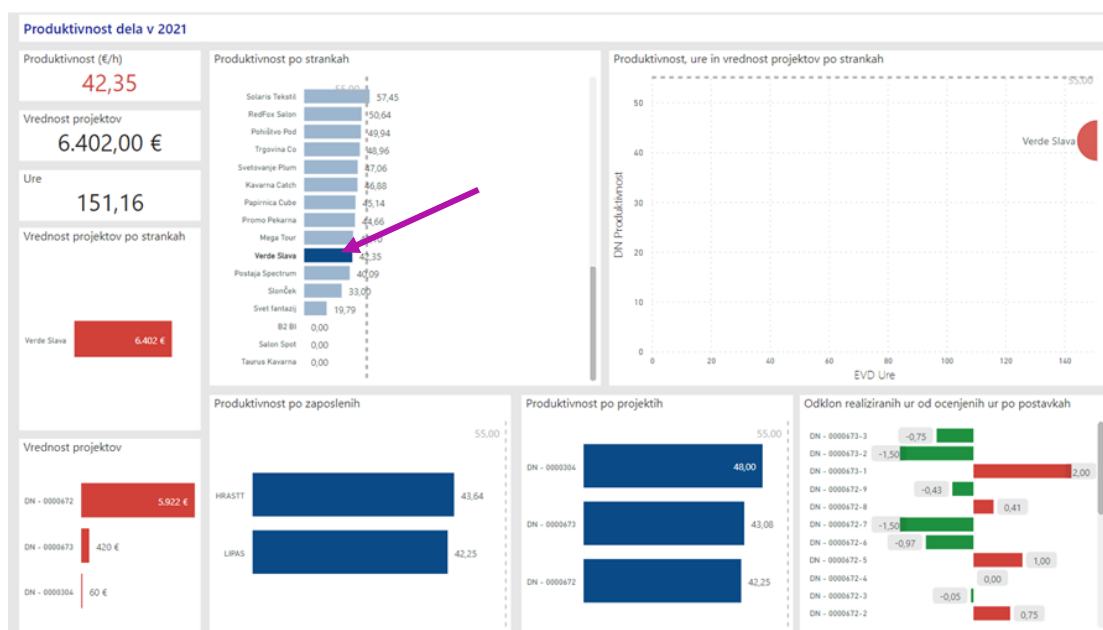 Produktivnost dela v 2021
Produktivnost (€/h)
42,35
Vrednost projektov
6.402,00 €
Ure
151,16
Vrednost projektov po strankah
Verde Slava
6.402 €
Vrednost projektov
DN - 0000672
5.922 €
DN - 0000673
420 €
DN - 0000304
60 €
Produktivnost po strankah
55,00
Solaris Tekstil 57,45
RedFox Salon 50,64
Pohištvo Pod 49,94
Trgovina Co 48,96
Svetovanje Plum 47,06
Kavarna Catch 46,88
Papirnica Cube 45,14
Promo Pekarna 44,66
Mega Tour
Verde Slava 42,35
Postaja Spectrum 40,09
SlonČek 33,00
Svet fantazij 19,79
B2 BI 0,00
Salon Spot 0,00
Taurus Kavarna 0,00
Produktivnost, ure in vrednost projektov po strankah
55,00
Verde Slava
DN Produktivnost
50
40
30
20
10
0
0 20 40 60 80 100 120 140
EVD Ure
Produktivnost po zaposlenih
55,00
HRASTT 43,64
LIPAS 42,25
Produktivnost po projektih
55,00
DN - 0000304 48,00
DN - 0000673 43,08
DN - 0000672 42,25
Odklon realiziranih ur od ocenjenih ur po postavkah
DN - 0000673-3 -0,75
DN - 0000673-2 -1,50
DN - 0000673-1 2,00
DN - 0000672-9 -0,43
DN - 0000672-8 0,41
DN - 0000672-7 -1,50
DN - 0000672-6 -0,97
DN - 0000672-5 1,00
DN - 0000672-4 0,00
DN - 0000672-3 -0,05
DN - 0000672-2 0,75